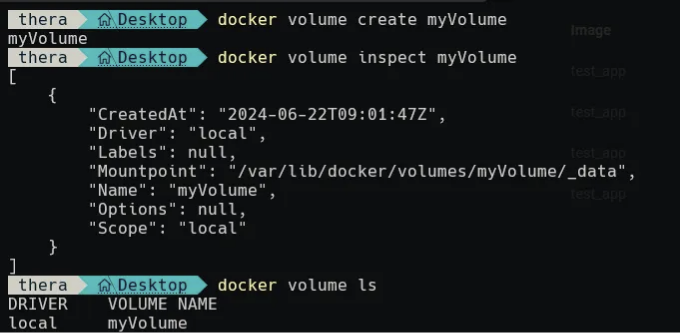 thera Desktop docker volume create myVolume
myVolume
thera Desktop docker volume inspect myVolume
[
    {
        "CreatedAt": "2024-06-22T09:01:47Z",
        "Driver": "local",
        "Labels": null,
        "Mountpoint": "/var/lib/docker/volumes/myVolume/_data",
        "Name": "myVolume",
        "Options": null,
        "Scope": "local"
    }
]
thera Desktop docker volume ls
DRIVER    VOLUME NAME
local     myVolume
Image
test_app
test_app
test_app
test_app